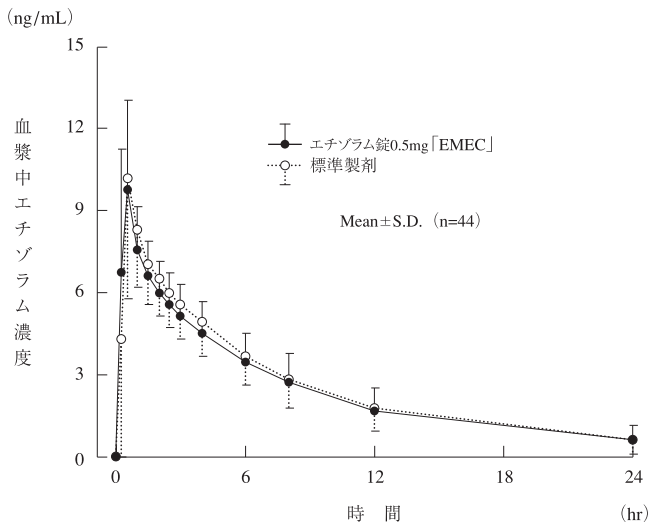 (ng/mL)
15
12
9
6
3
0
血漿中エチゾラム濃度
エチゾラム錠0.5mg「EMEC」
標準製剤
Mean±S.D. (n=44)
0 6 12 18 24
時 間 (hr)